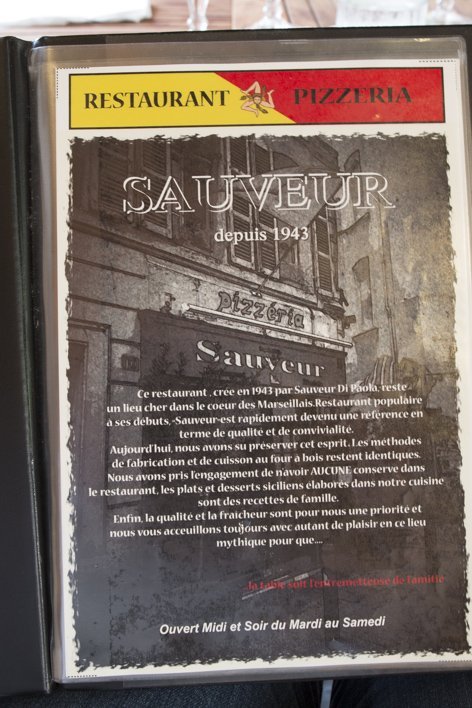 RESTAURANT PIZZERIA
SAUVEUR
depuis 1943
pizzéria
Sauveur
Ce restaurant , crée en 1943 par Sauveur Di Paola, reste
un lieu cher dans le coeur des Marseillais.Restaurant populaire
à ses débuts, «Sauveur»est rapidement devenu une référence en
terme de qualité et de convivialité.
Aujourd'hui, nous avons su préserver cet esprit. Les méthodes
de fabrication et de cuisson au four à bois restent identiques.
Nous avons pris l'engagement de n'avoir AUCUNE conserve dans
le restaurant, les plats et desserts siciliens élaborés dans notre cuisine
sont des recettes de famille.
Enfin, la qualité et la fraîcheur sont pour nous une priorité et
nous vous acceuillons toujours avec autant de plaisir en ce lieu
mythique pour que....
...la table soit l'entremetteuse de l'amitié
Ouvert Midi et Soir du Mardi au Samedi